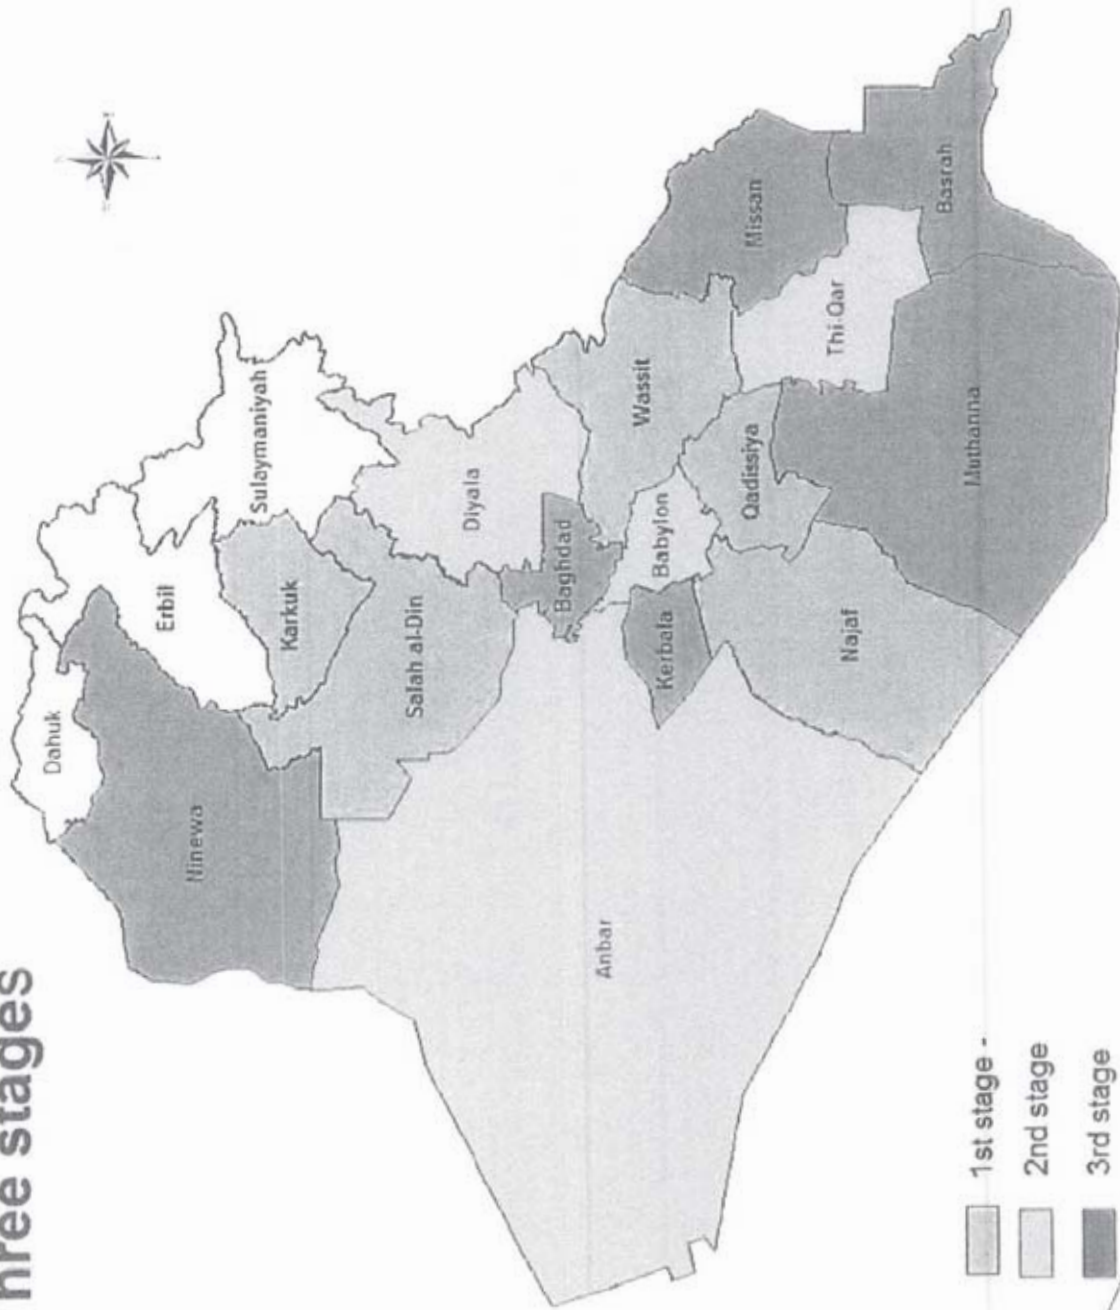 hree stages
Dahuk
Ninewa
Erbil
Sulaymaniyah
Karkuk
Salah al-Din
Diyala
Anbar
Baghdad
Kerbala
Babylon
Wassit
Najaf
Qadissiya
Missan
Thi-Qar
Muthanna
Basrah
1st stage -
2nd stage
3rd stage